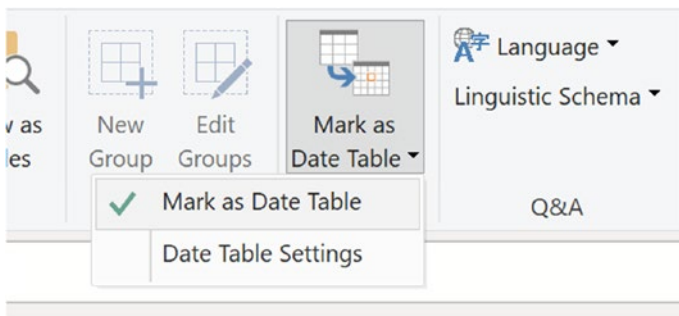 Language
Linguistic Schema
w as
New
Edit
Mark as
les
Group
Groups
Date Table
Mark as Date Table
Q&A
Date Table Settings